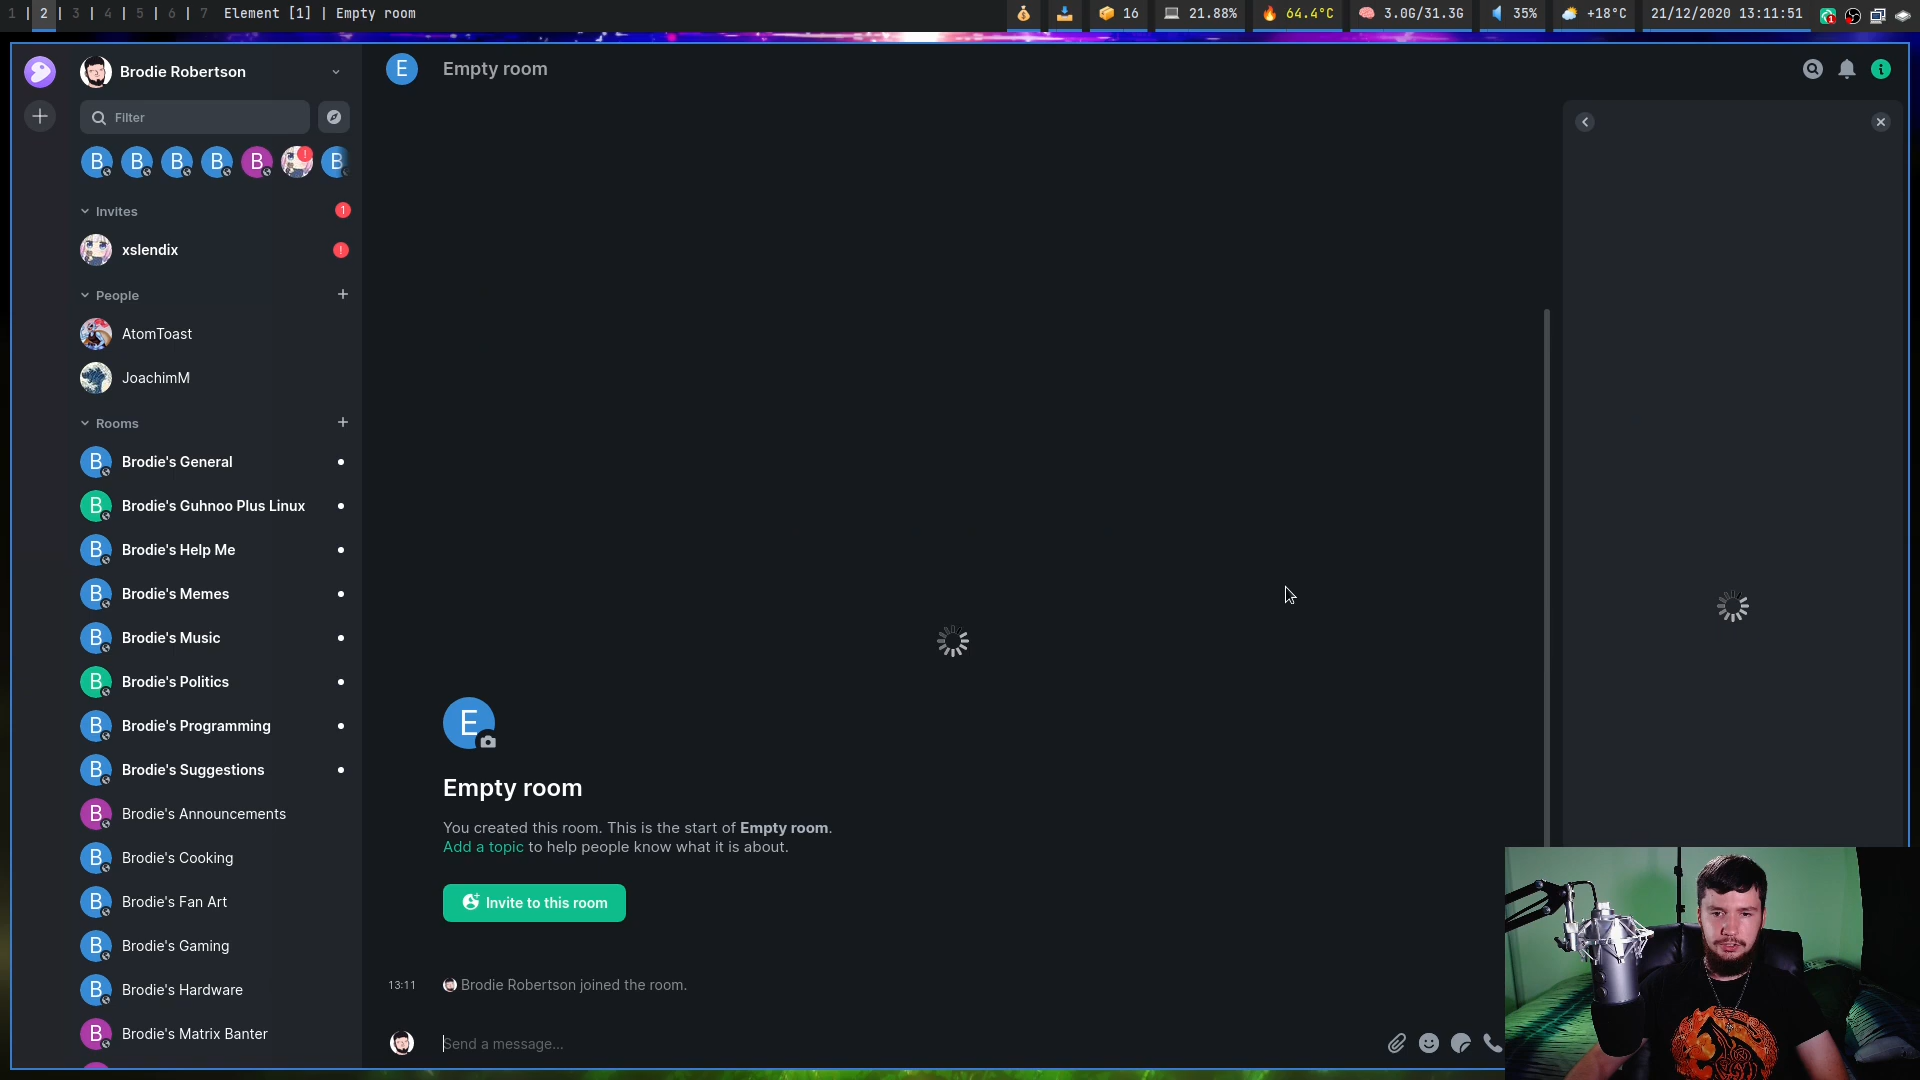 1 | 2 | 3 | 4 | 5 | 6 | 7 Element [1] | Empty room
16 21.88% 64.4°C 3.0G/31.3G 35% +18°C 21/12/2020 13:11:51
Brodie Robertson
E Empty room
Filter
B B B B B ! B
Invites 1
xslendix !
People +
AtomToast
JoachimM
Rooms +
B Brodie's General
B Brodie's Guhnoo Plus Linux
B Brodie's Help Me
B Brodie's Memes
B Brodie's Music
B Brodie's Politics
B Brodie's Programming
B Brodie's Suggestions
B Brodie's Announcements
B Brodie's Cooking
B Brodie's Fan Art
B Brodie's Gaming
B Brodie's Hardware
B Brodie's Matrix Banter
E
Empty room
You created this room. This is the start of Empty room.
Add a topic to help people know what it is about.
Invite to this room
13:11 Brodie Robertson joined the room.
Send a message...